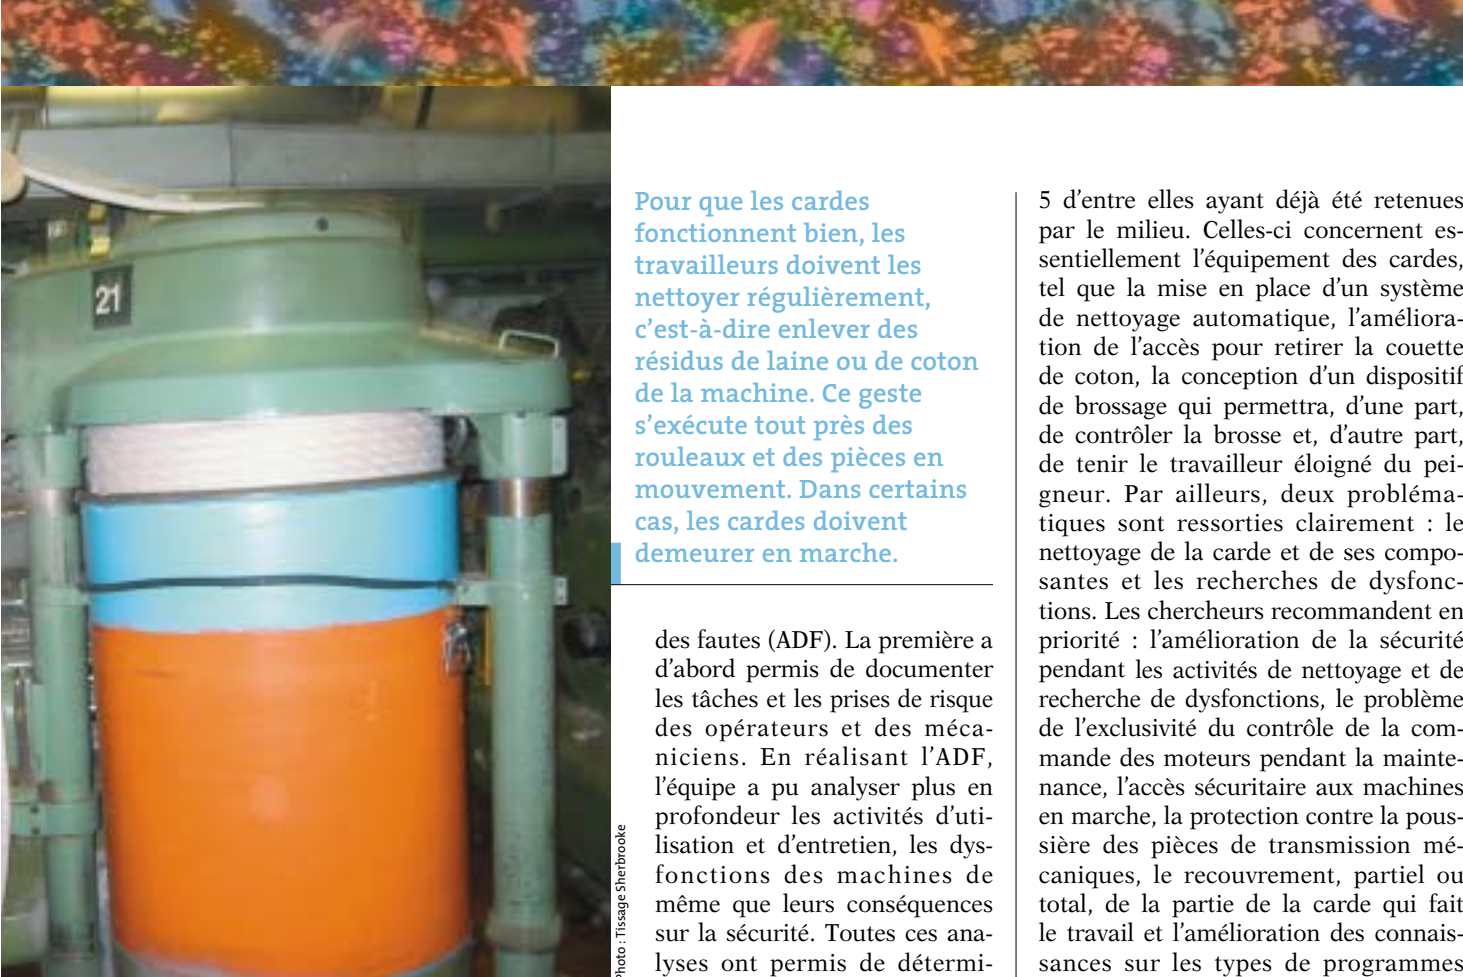 21
Pour que les cardes
fonctionnent bien, les
travailleurs doivent les
nettoyer régulièrement,
c’est-à-dire enlever des
résidus de laine ou de coton
de la machine. Ce geste
s’exécute tout près des
rouleaux et des pièces en
mouvement. Dans certains
cas, les cardes doivent
demeurer en marche.
des fautes (ADF). La première a
d’abord permis de documenter
les tâches et les prises de risque
des opérateurs et des méca-
niciens. En réalisant l’ADF,
l’équipe a pu analyser plus en
profondeur les activités d’uti-
lisation et d’entretien, les dys-
fonctions des machines de
même que leurs conséquences
sur la sécurité. Toutes ces ana-
lyses ont permis de détermi-
Photo : Tissage Sherbrooke
5 d’entre elles ayant déjà été retenues
par le milieu. Celles-ci concernent es-
sentiellement l’équipement des cardes,
tel que la mise en place d’un système
de nettoyage automatique, l’améliora-
tion de l’accès pour retirer la couette
de coton, la conception d’un dispositif
de brossage qui permettra, d’une part,
de contrôler la brosse et, d’autre part,
de tenir le travailleur éloigné du pei-
gneur. Par ailleurs, deux probléma-
tiques sont ressorties clairement : le
nettoyage de la carde et de ses compo-
santes et les recherches de dysfonc-
tions. Les chercheurs recommandent en
priorité : l’amélioration de la sécurité
pendant les activités de nettoyage et de
recherche de dysfonctions, le problème
de l’exclusivité du contrôle de la com-
mande des moteurs pendant la mainte-
nance, l’accès sécuritaire aux machines
en marche, la protection contre la pous-
sière des pièces de transmission mé-
caniques, le recouvrement, partiel ou
total, de la partie de la carde qui fait
le travail et l’amélioration des connais-
sances sur les types de programmes